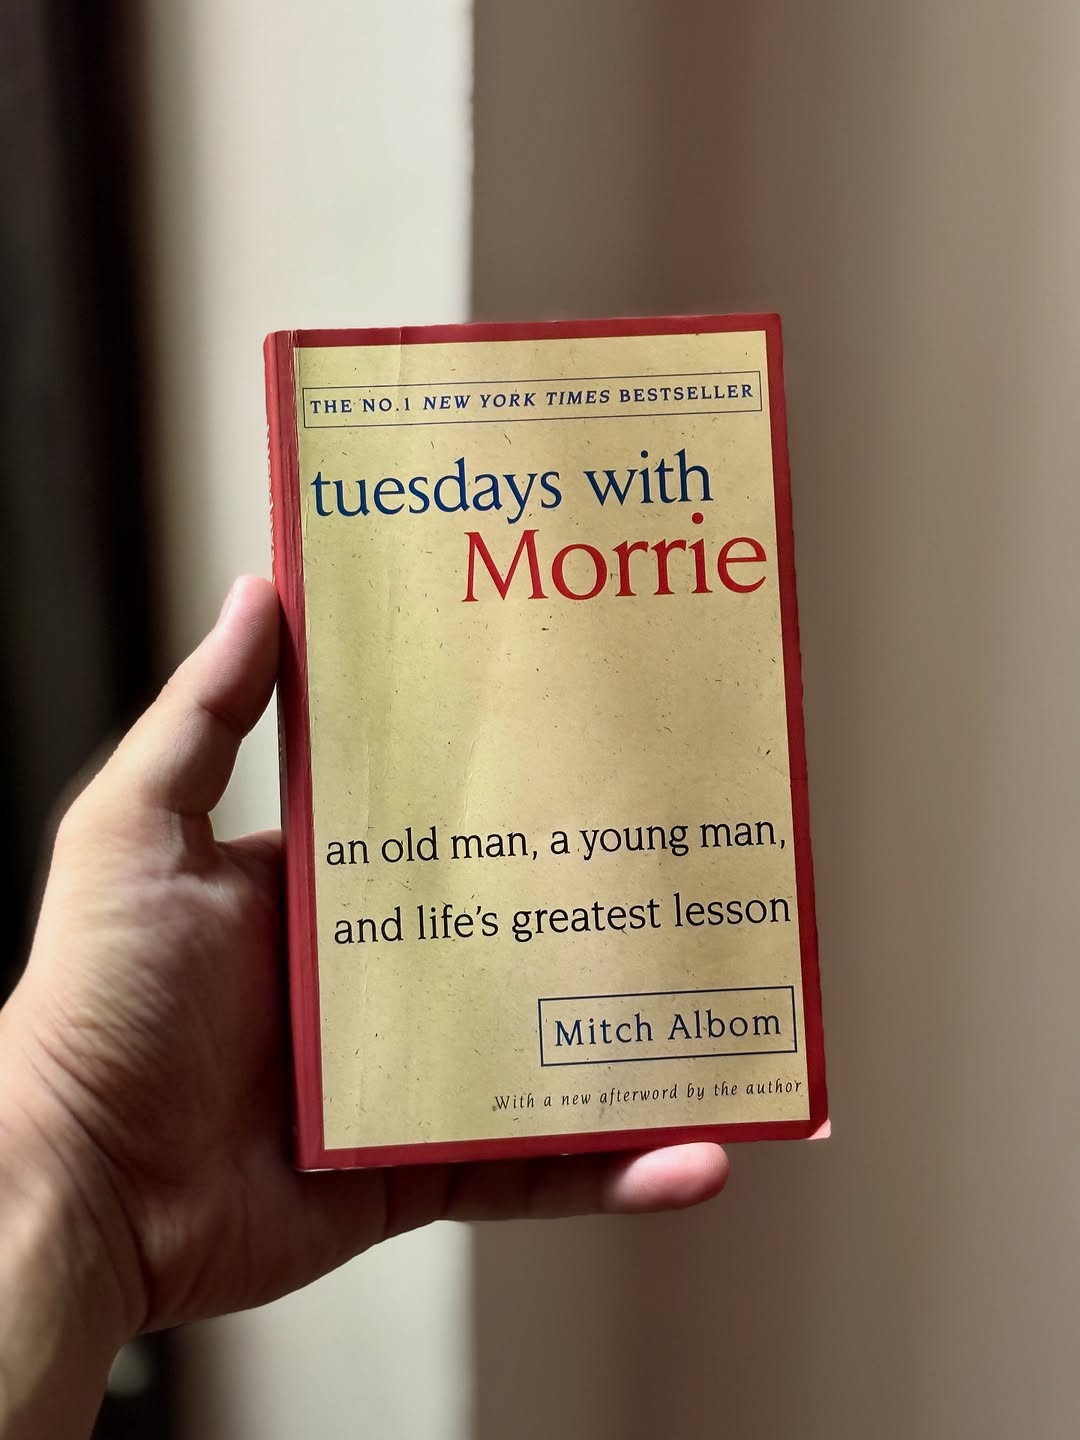 THE NO.1 NEW YORK TIMES BESTSELLER
tuesdays with
Morrie
an old man, a young man,
and life's greatest lesson
Mitch Albom
With a new afterword by the author